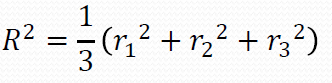 R² = 1/3 (r₁² + r₂² + r₃²)